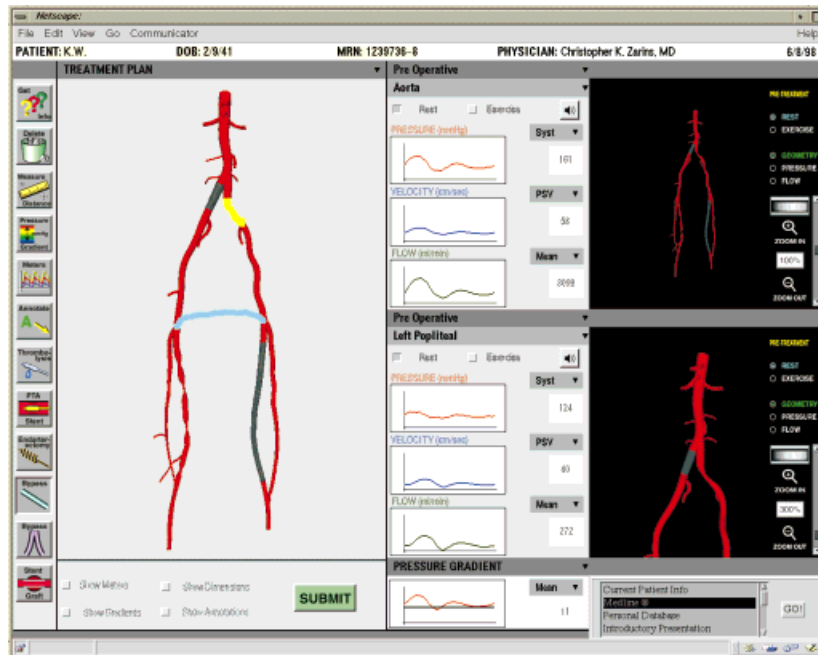 Netscape:
File Edit View Go Communicator Help
PATIENT: K.W. DOB: 2/9/41 MRN: 1239736-8 PHYSICIAN: Christopher K. Zarins, MD 6/8/98
TREATMENT PLAN
Get Info
Delete
Measure Distance
Pressure Gradient
Meters
Annotate
A
Thrombolysis
PTA
Stent
Endarterectomy
Bypass
Bypass
Stent
Graft
Show Meters Show Dimensions
Show Gradients Show Annotations
SUBMIT
Pre Operative
Aorta
Rest Exercise
PRESSURE (mmHg) Syst
161
VELOCITY (cm/sec) PSV
58
FLOW (ml/min) Mean
PRE-TREATMENT
REST
EXERCISE
GEOMETRY
PRESSURE
FLOW
ZOOM IN
100%
ZOOM OUT
Pre Operative
Left Popliteal
Rest Exercise
PRESSURE (mmHg) Syst
124
VELOCITY (cm/sec) PSV
FLOW (ml/min) Mean
272
PRE-TREATMENT
REST
EXERCISE
GEOMETRY
PRESSURE
FLOW
ZOOM IN
300%
ZOOM OUT
PRESSURE GRADIENT
Mean
11
Current Patient Info
Medline ®
Personal Database
Introductory Presentation
GO!